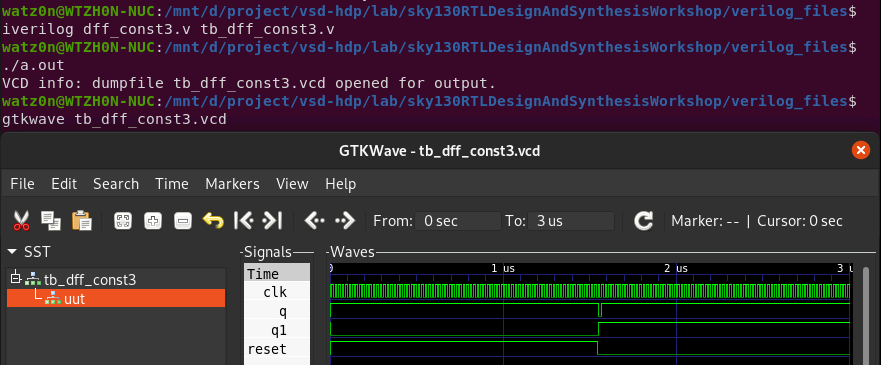 watz0n@WTZH0N-NUC:/mnt/d/project/vsd-hdp/lab/sky130RTLDesignAndSynthesisWorkshop/verilog_files$
iverilog dff_const3.v tb_dff_const3.v
watz0n@WTZH0N-NUC:/mnt/d/project/vsd-hdp/lab/sky130RTLDesignAndSynthesisWorkshop/verilog_files$
./a.out
VCD info: dumpfile tb_dff_const3.vcd opened for output.
watz0n@WTZH0N-NUC:/mnt/d/project/vsd-hdp/lab/sky130RTLDesignAndSynthesisWorkshop/verilog_files$
gtkwave tb_dff_const3.vcd
GTKWave - tb_dff_const3.vcd
File Edit Search Time Markers View Help
From: 0 sec To: 3 us Marker: -- | Cursor: 0 sec
SST
tb_dff_const3
uut
Signals
Time
clk
q
q1
reset
Waves
0 1 us 2 us 3 u